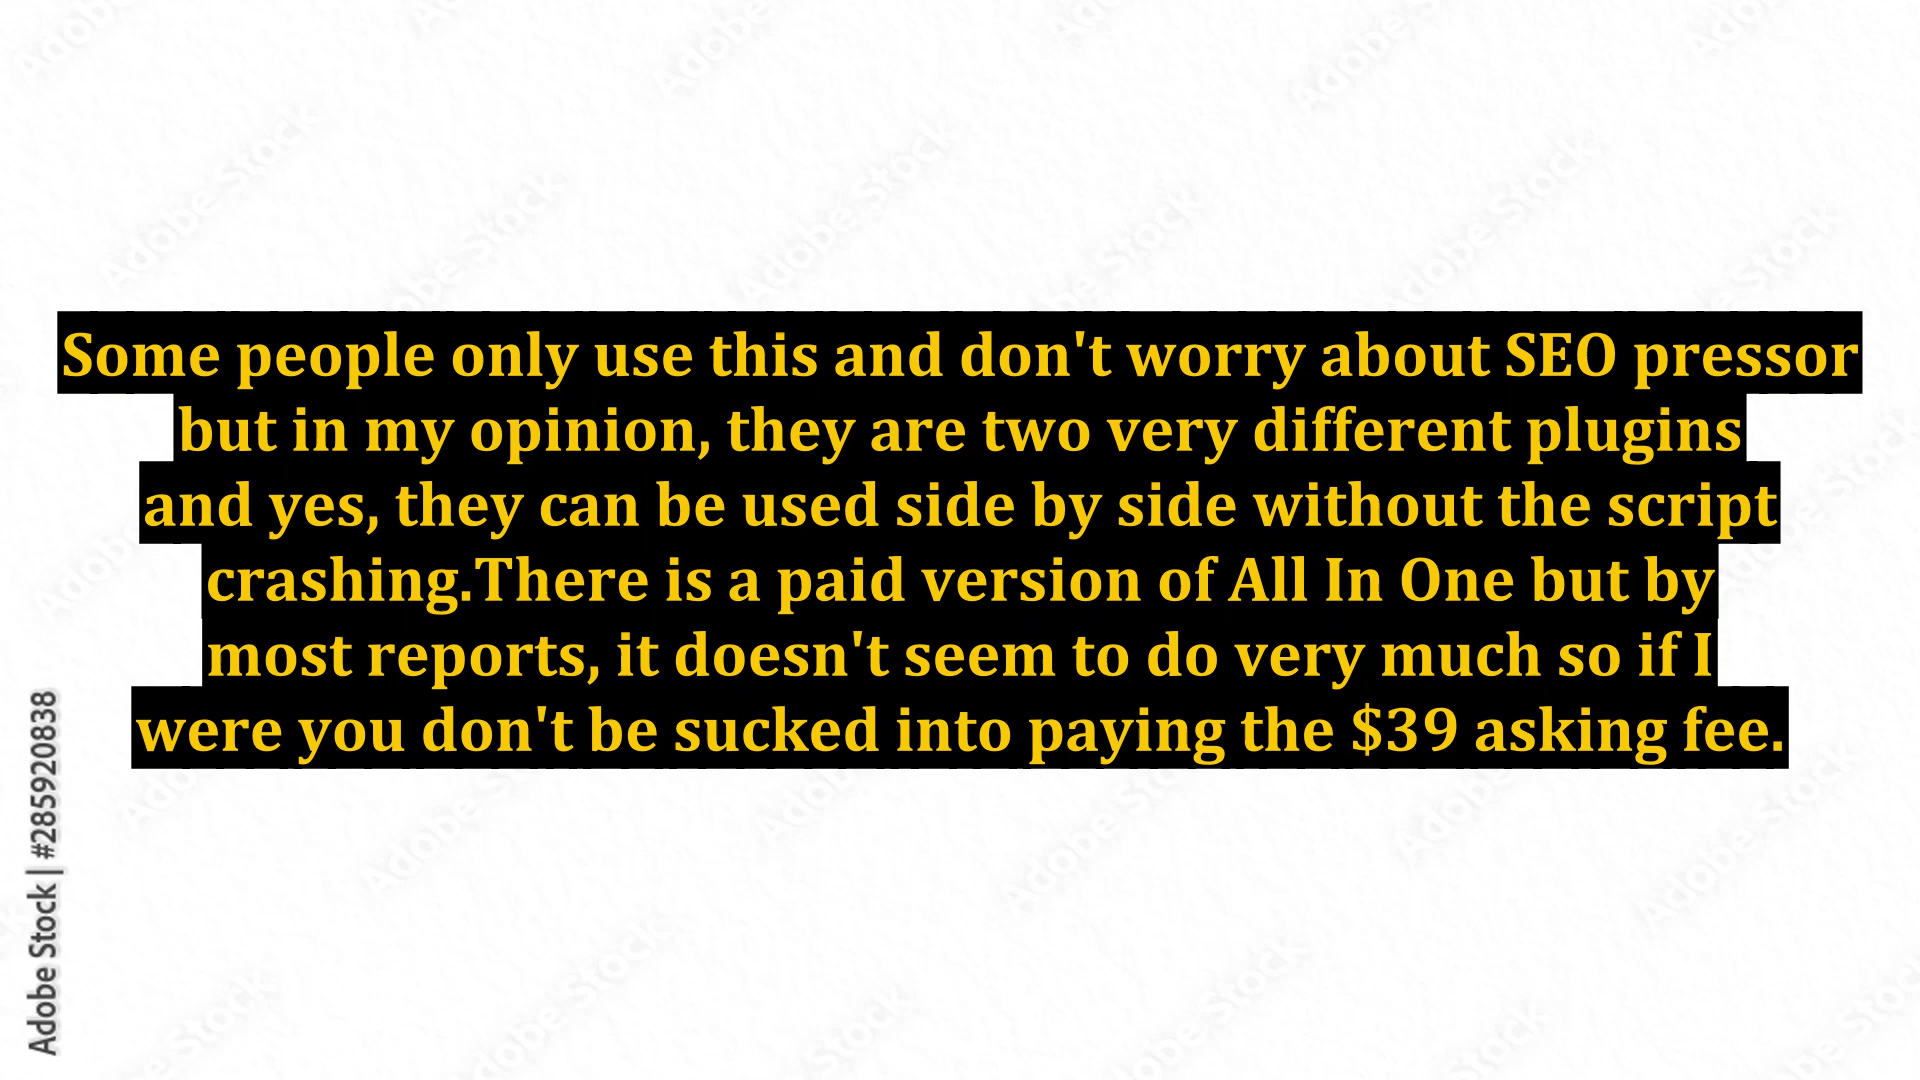 Some people only use this and don't worry about SEO pressor
but in my opinion, they are two very different plugins
and yes, they can be used side by side without the script
crashing.There is a paid version of All In One but by
most reports, it doesn't seem to do very much so if I
were you don't be sucked into paying the $39 asking fee.
Adobe Stock | #285920838